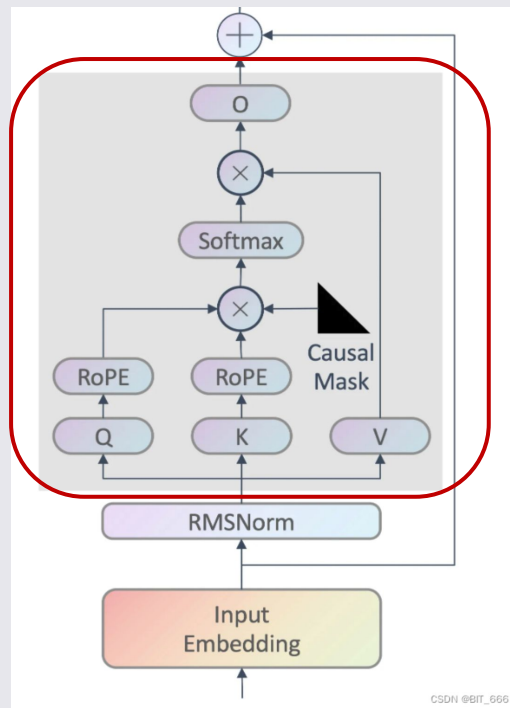 +
O
×
Softmax
×
Causal
Mask
RoPE
RoPE
Q
K
V
RMSNorm
Input
Embedding
CSDN @BIT_666